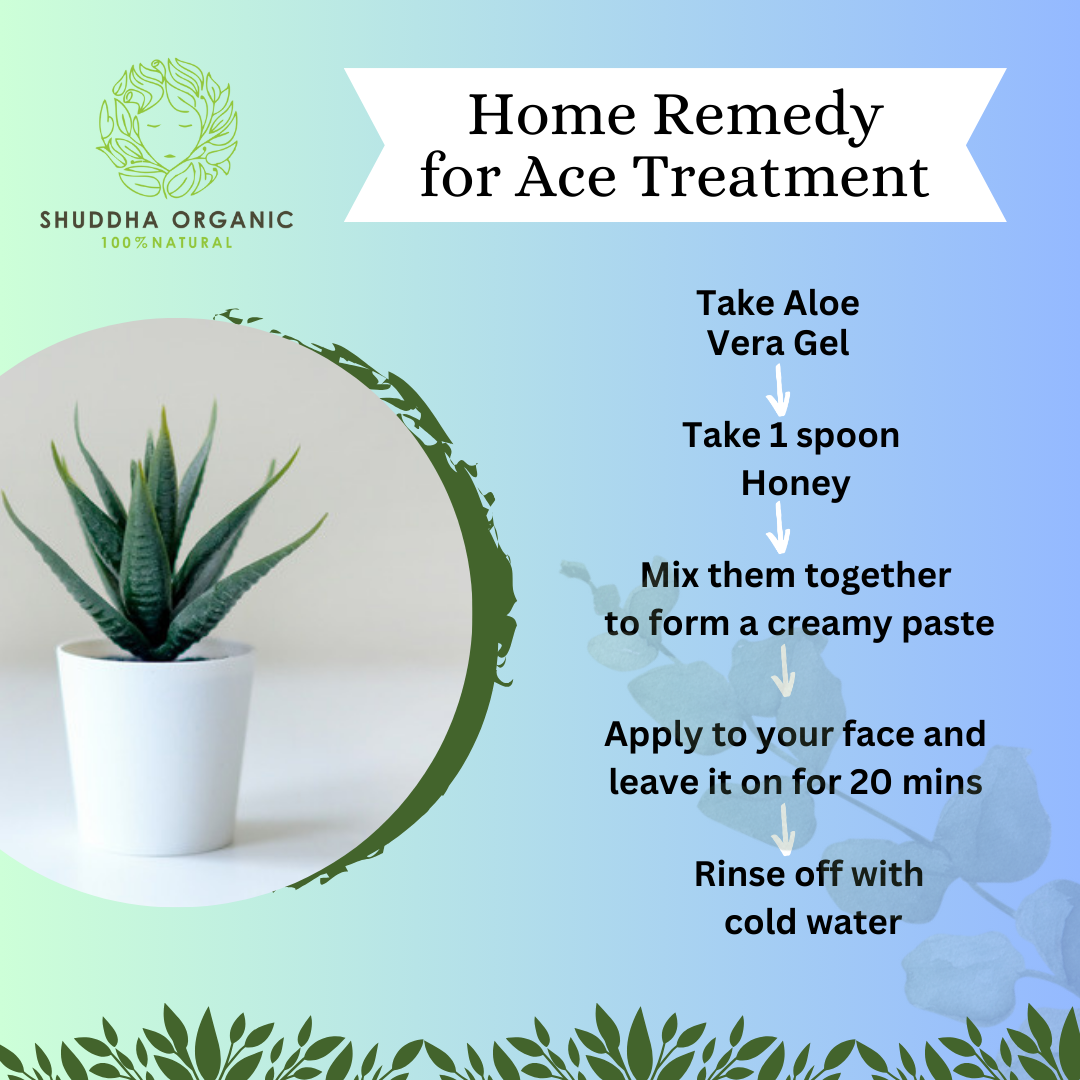 SHUDDHA ORGANIC
100%NATURAL
Home Remedy
for Ace Treatment
Take Aloe
Vera Gel
Take 1 spoon
Honey
Mix them together
to form a creamy paste
Apply to your face and
leave it on for 20 mins
Rinse off with
cold water